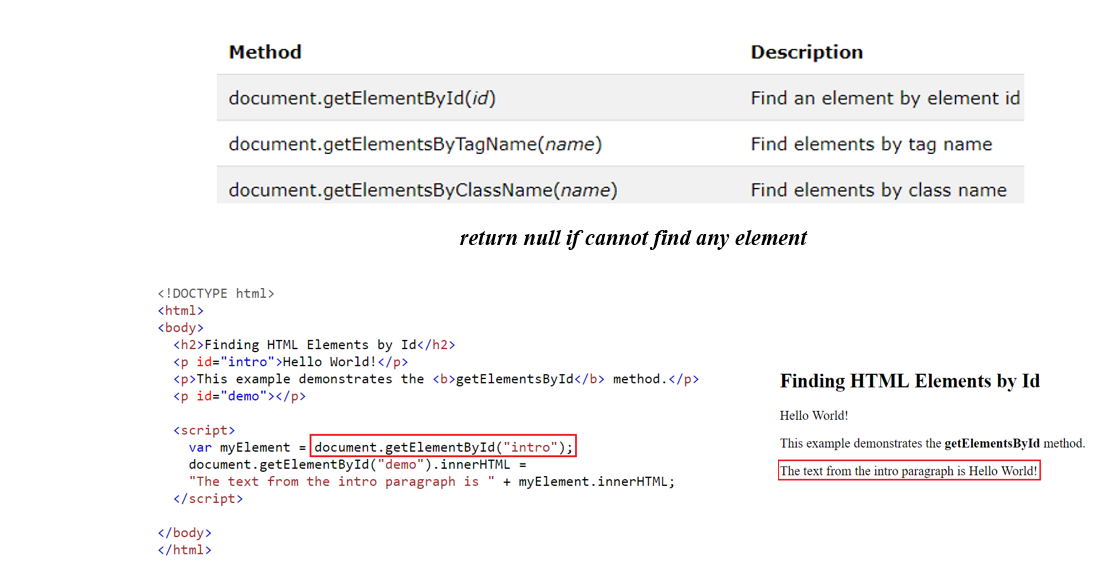 Method Description
document.getElementById(id) Find an element by element id
document.getElementsByTagName(name) Find elements by tag name
document.getElementsByClassName(name) Find elements by class name
return null if cannot find any element
<!DOCTYPE html>
<html>
<body>
  <h2>Finding HTML Elements by Id</h2>
  <p id="intro">Hello World!</p>
  <p>This example demonstrates the <b>getElementsById</b> method.</p>
  <p id="demo"></p>
  <script>
    var myElement = document.getElementById("intro");
    document.getElementById("demo").innerHTML =
    "The text from the intro paragraph is " + myElement.innerHTML;
  </script>
</body>
</html>
Finding HTML Elements by Id
Hello World!
This example demonstrates the getElementsById method.
The text from the intro paragraph is Hello World!